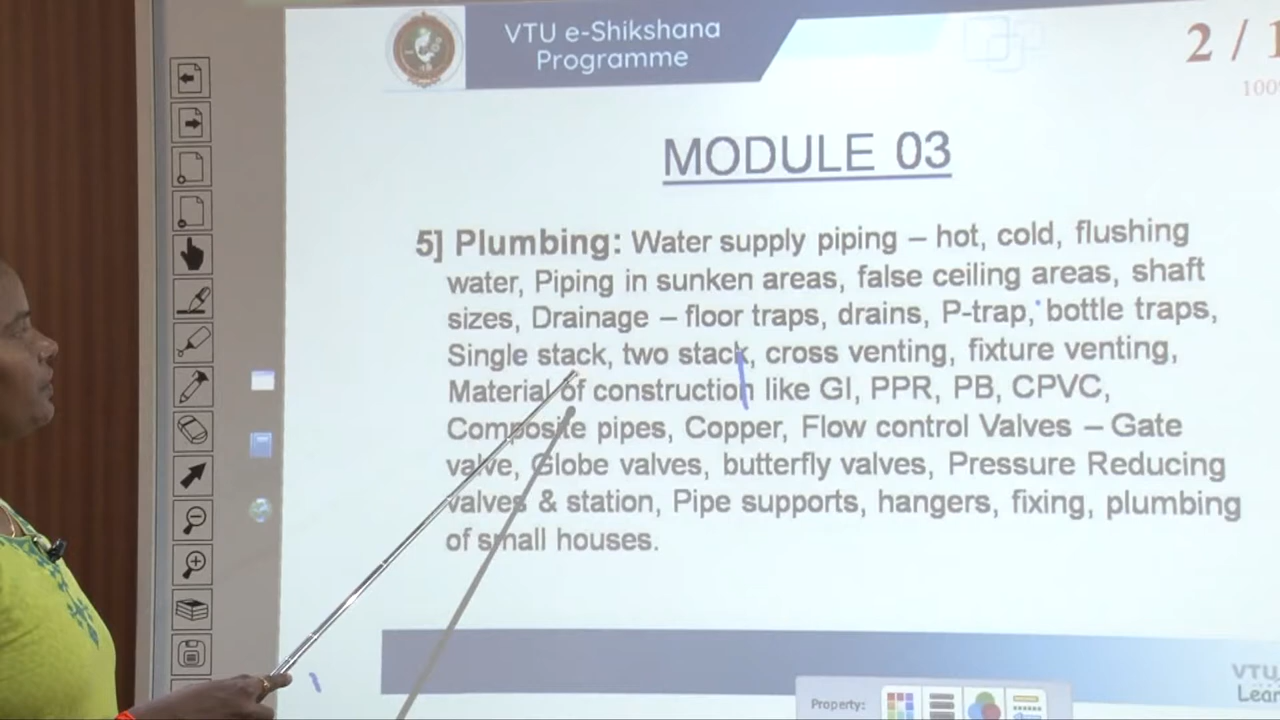 VTU e-Shikshana
Programme
2 / 1
100%
MODULE 03
5] Plumbing: Water supply piping – hot, cold, flushing
water, Piping in sunken areas, false ceiling areas, shaft
sizes, Drainage – floor traps, drains, P-trap, bottle traps,
Single stack, two stack, cross venting, fixture venting,
Material of construction like GI, PPR, PB, CPVC,
Composite pipes, Copper, Flow control Valves – Gate
valve, Globe valves, butterfly valves, Pressure Reducing
valves & station, Pipe supports, hangers, fixing, plumbing
of small houses.
VTU
Lear
Property: